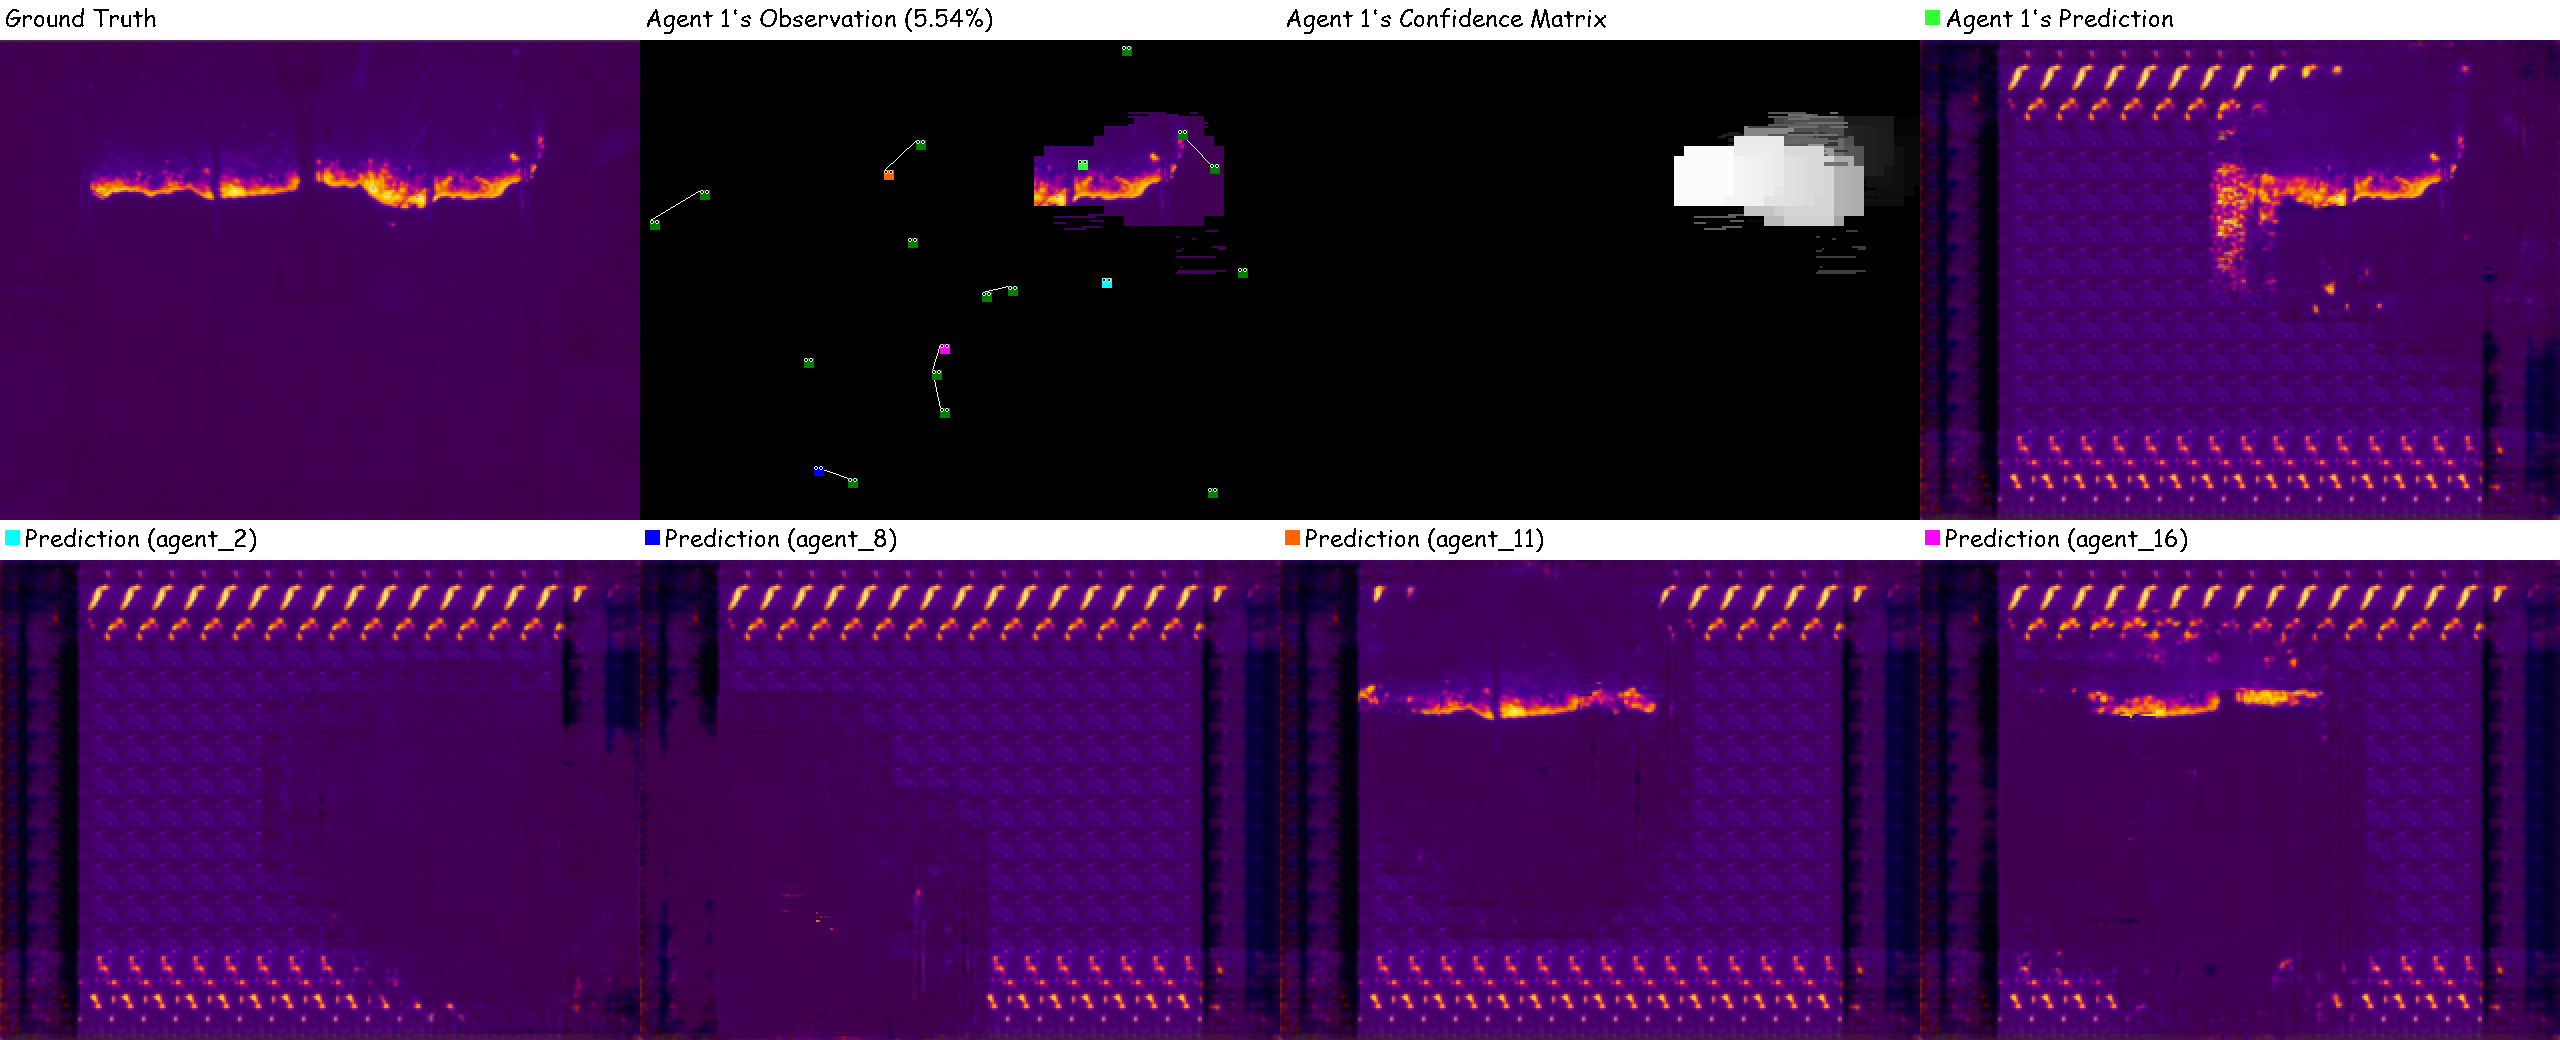 Ground Truth
Agent 1's Observation (5.54%)
Agent 1's Confidence Matrix
Agent 1's Prediction
Prediction (agent_2)
Prediction (agent_8)
Prediction (agent_11)
Prediction (agent_16)